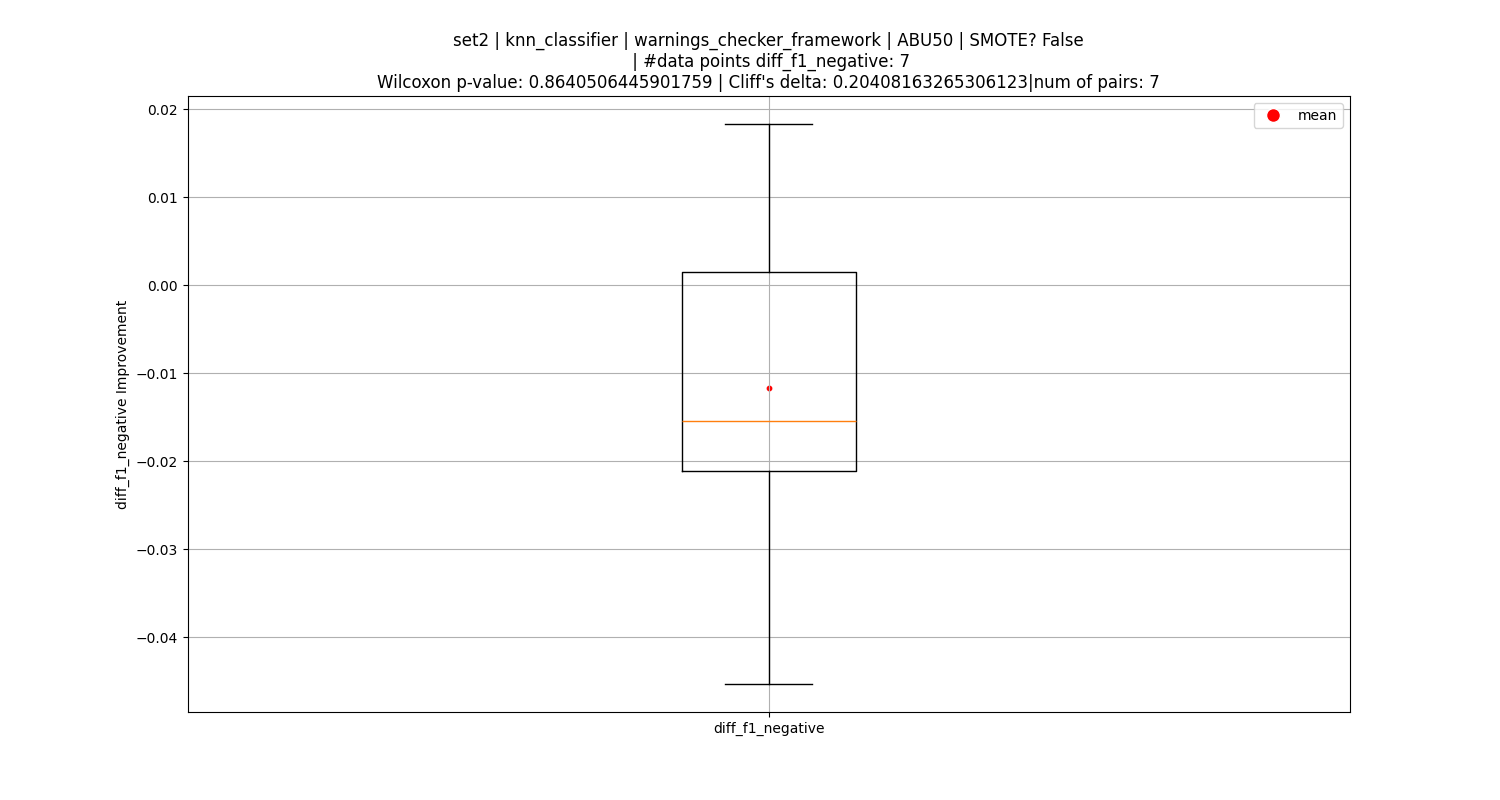 set2 | knn_classifier | warnings_checker_framework | ABU50 | SMOTE? False
| #data points diff_f1_negative: 7
Wilcoxon p-value: 0.8640506445901759 | Cliff's delta: 0.20408163265306123|num of pairs: 7
mean
0.02
0.01
0.00
−0.01
−0.02
−0.03
−0.04
diff_f1_negative Improvement
diff_f1_negative